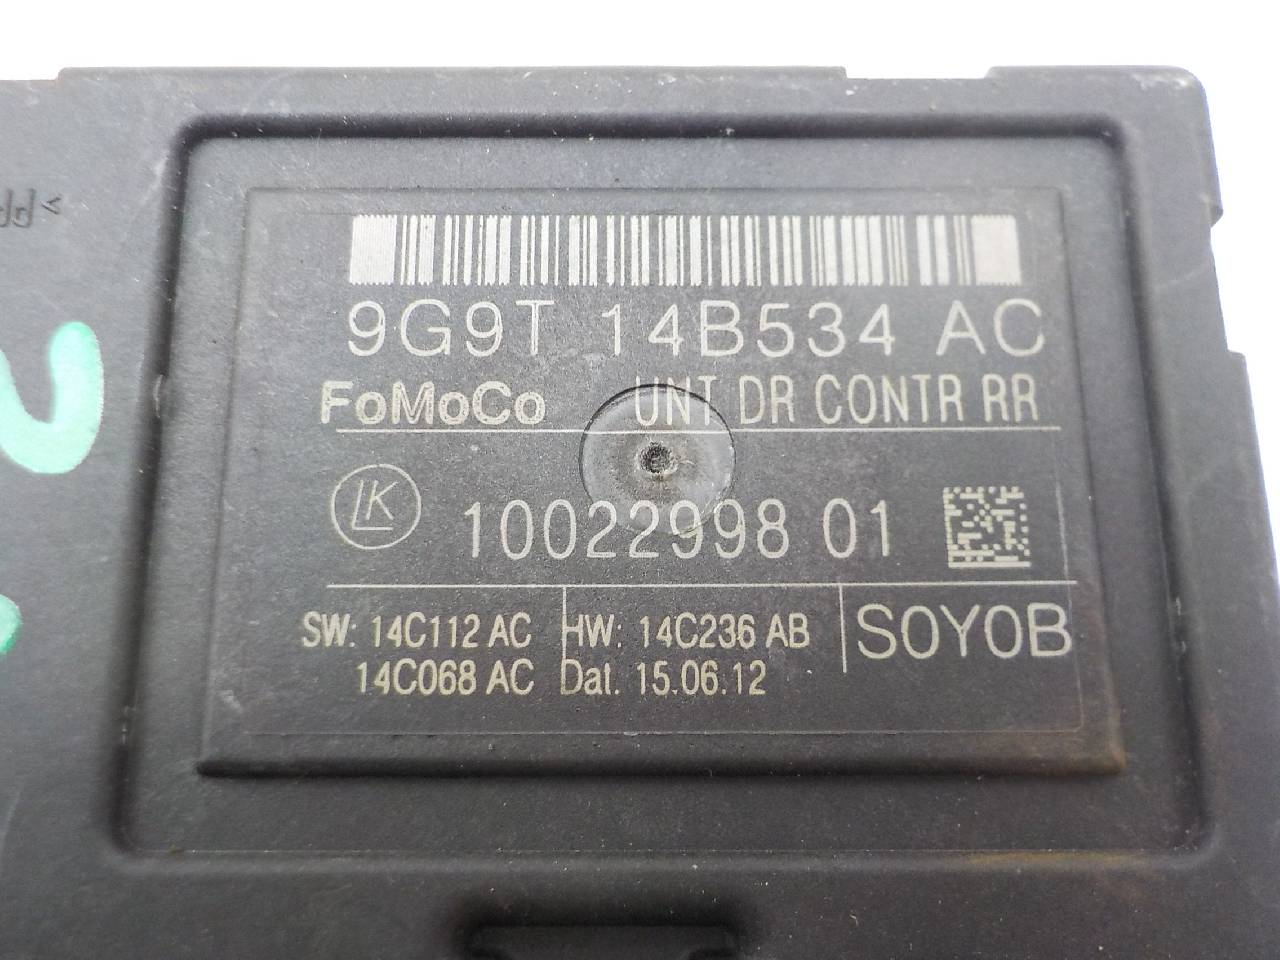 9G9T 14B534 AC
FoMoCo UNT DR CONTR RR
LK 10022998 01
SW: 14C112 AC HW: 14C236 AB S0Y0B
14C068 AC Dat. 15.06.12